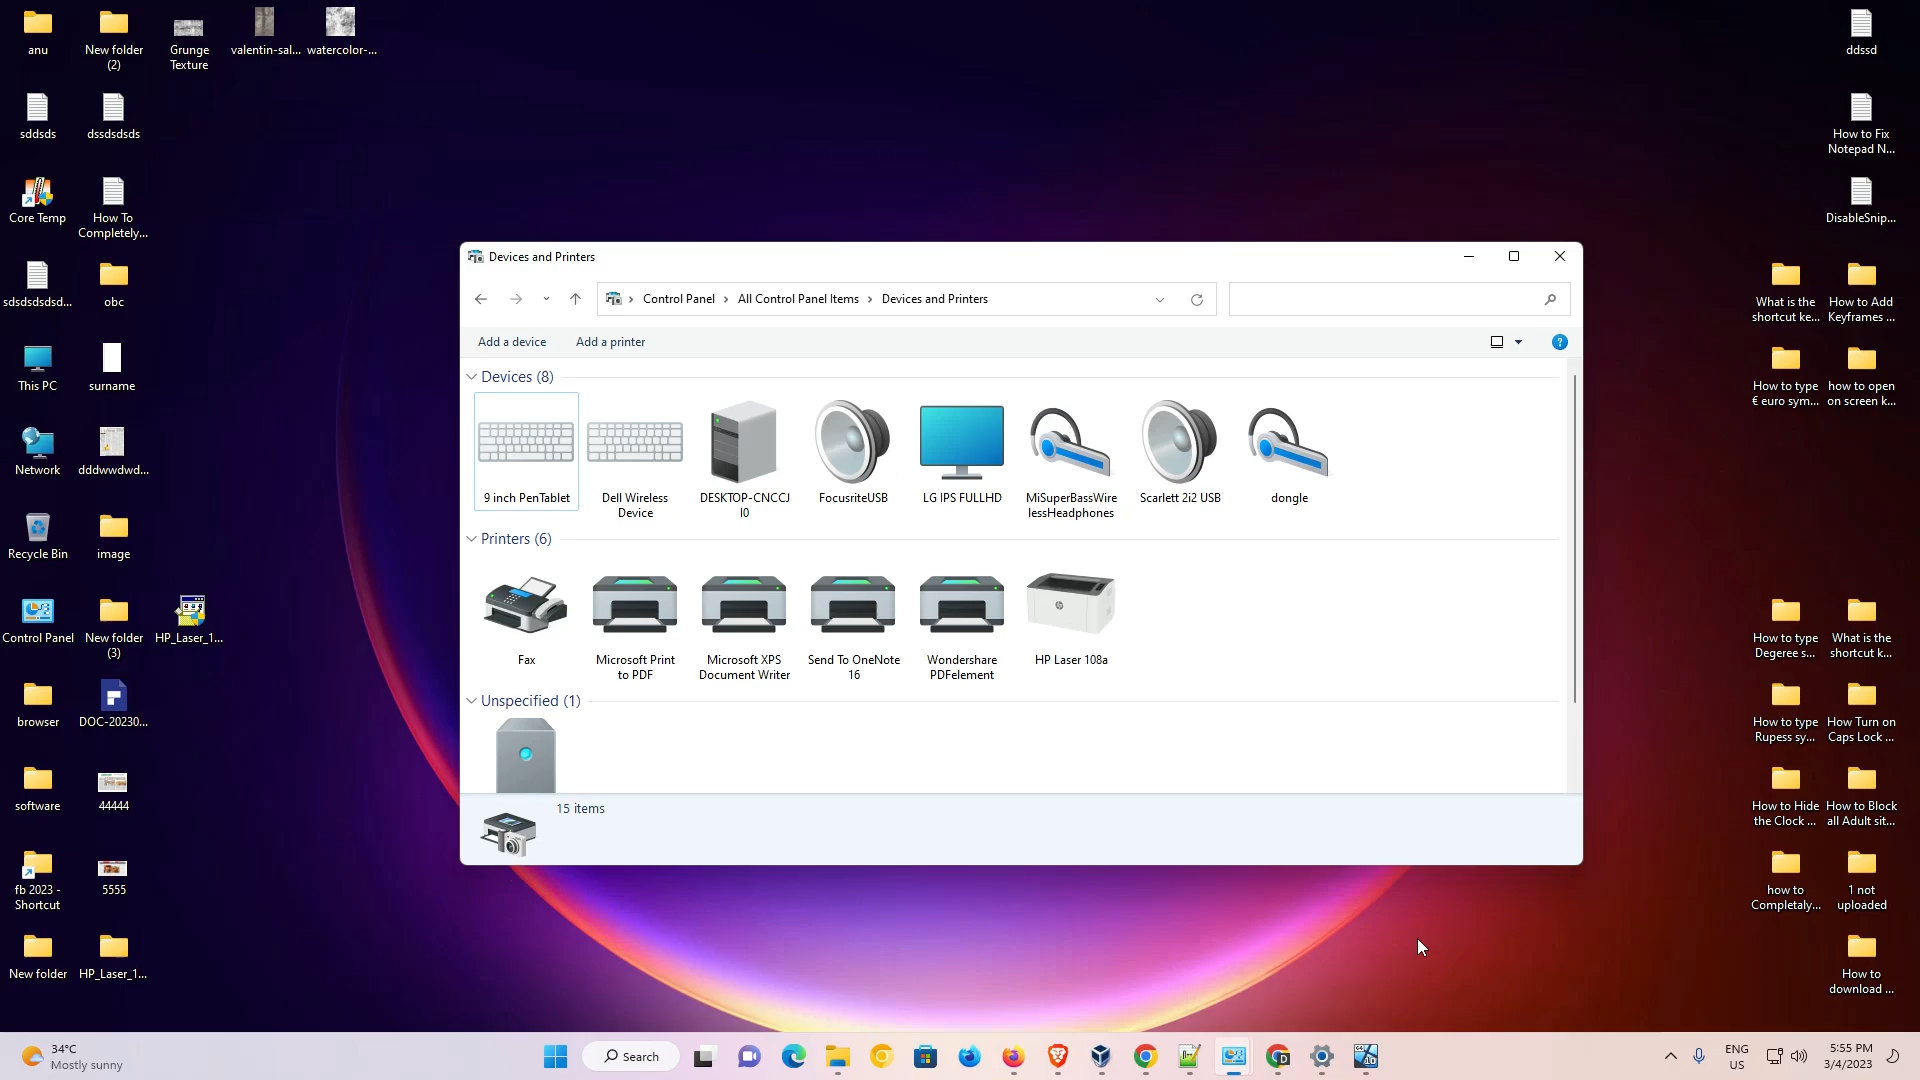 anu
New folder
(2)
Grunge
Texture
valentin-sal...
watercolor-...
ddssd
sddsds
dssdsdsds
How to Fix
Notepad N...
Core Temp
How To
Completely...
DisableSnip...
sdsdsdsdsd...
obc
What is the
shortcut ke...
How to Add
Keyframes ...
This PC
surname
How to type
€ euro sym...
how to open
on screen k...
Network
dddwwdwd...
Recycle Bin
image
Control Panel
New folder
(3)
HP_Laser_1...
How to type
Degeree s...
What is the
shortcut k...
browser
DOC-20230...
How to type
Rupess sy...
How Turn on
Caps Lock ...
software
44444
How to Hide
the Clock ...
How to Block
all Adult sit...
fb 2023 -
Shortcut
5555
how to
Completaly...
1 not
uploaded
New folder
HP_Laser_1...
How to
download ...
Devices and Printers
Control Panel > All Control Panel Items > Devices and Printers
Add a device
Add a printer
?
Devices (8)
9 inch PenTablet
Dell Wireless
Device
DESKTOP-CNCCJ
I0
FocusriteUSB
LG IPS FULLHD
MiSuperBassWire
lessHeadphones
Scarlett 2i2 USB
dongle
Printers (6)
Fax
Microsoft Print
to PDF
Microsoft XPS
Document Writer
Send To OneNote
16
Wondershare
PDFelement
HP Laser 108a
Unspecified (1)
15 items
34°C
Mostly sunny
Search
ENG
US
5:55 PM
3/4/2023